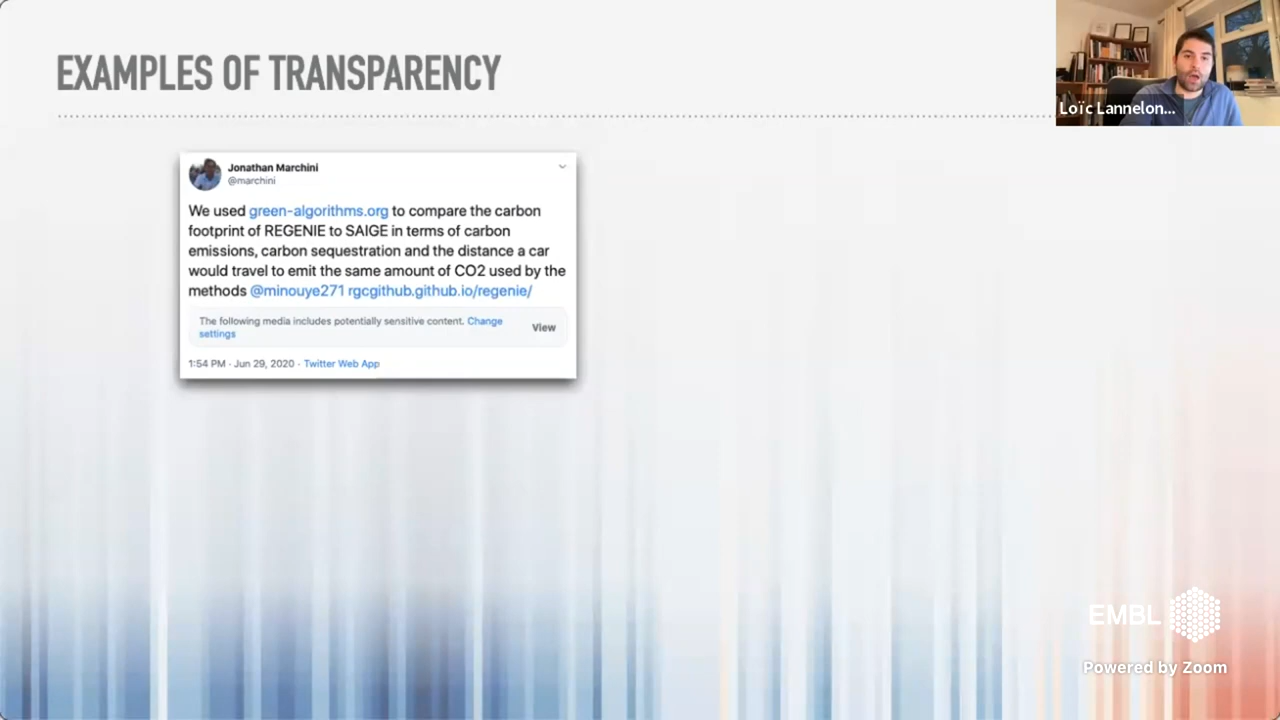 EXAMPLES OF TRANSPARENCY
Loïc Lannelon...
Jonathan Marchini
@marchini
We used green-algorithms.org to compare the carbon
footprint of REGENIE to SAIGE in terms of carbon
emissions, carbon sequestration and the distance a car
would travel to emit the same amount of CO2 used by the
methods @minouye271 rgcgithub.github.io/regenie/
The following media includes potentially sensitive content. Change
settings
View
1:54 PM · Jun 29, 2020 · Twitter Web App
EMBL
Powered by Zoom